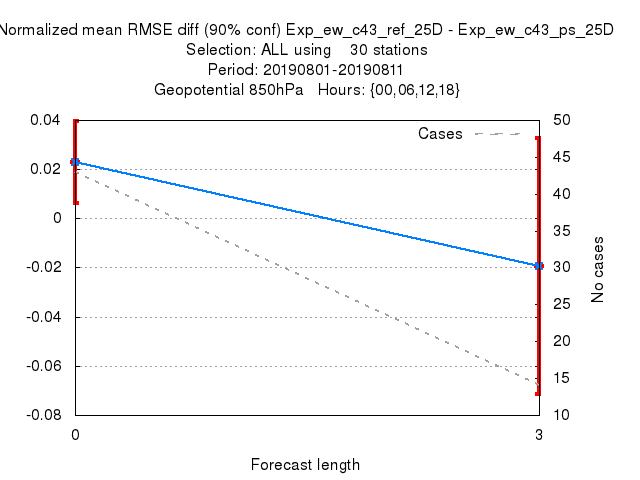 Normalized mean RMSE diff (90% conf) Exp_ew_c43_ref_25D - Exp_ew_c43_ps_25D
Selection: ALL using    30 stations
Period: 20190801-20190811
Geopotential 850hPa   Hours: {00,06,12,18}
Cases
0.04
0.02
0
-0.02
-0.04
-0.06
-0.08
50
45
40
35
30
25
20
15
10
No cases
0
3
Forecast length